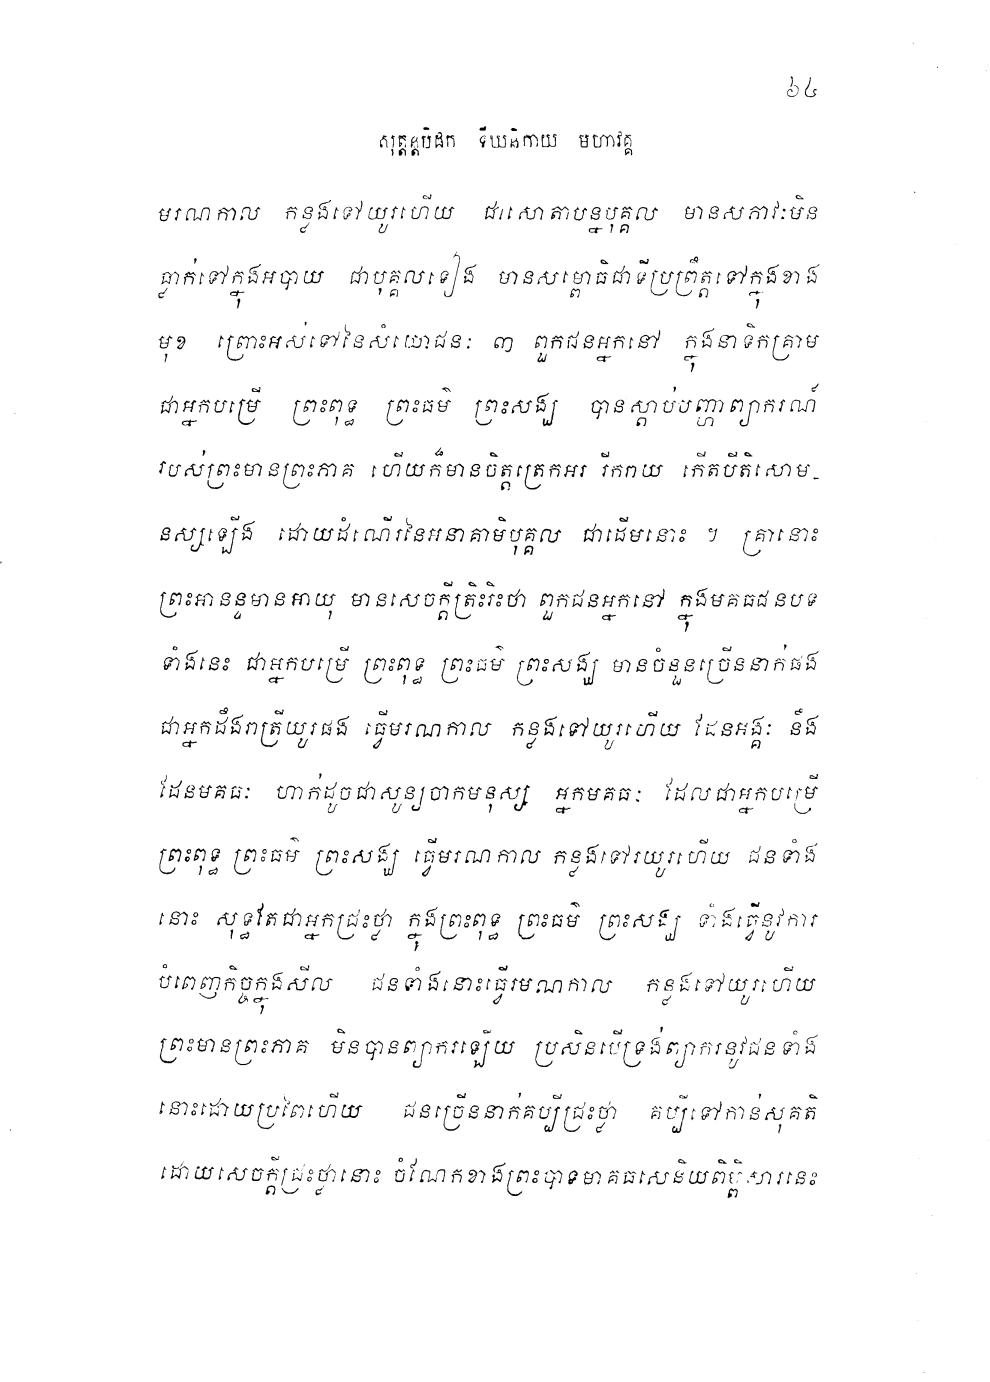 ៦៤
សុត្តន្តបិដក ទីឃនិកាយ មហាវគ្គ
មរណកាល កន្លងទៅយូរហើយ ជាសោតាបន្នបុគ្គល មានសភាវៈមិន
ធ្លាក់ទៅក្នុងអបាយ ជាបុគ្គលទៀង មានសម្ពោធិជាទីប្រព្រឹត្តទៅក្នុងខាង
មុខ ព្រោះអស់ទៅនៃសំយោជនៈ ៣ ពួកជនអ្នកនៅ ក្នុងនាទិកគ្រាម
ជាអ្នកបម្រើ ព្រះពុទ្ធ ព្រះធម៌ ព្រះសង្ឃ បានស្តាប់បញ្ហាព្យាករណ៍
របស់ព្រះមានព្រះភាគ ហើយក៏មានចិត្តត្រេកអរ រីករាយ កើតបីតិសោម-
នស្សឡើង ដោយដំណើរនៃអនាគាមិបុគ្គល ជាដើមនោះ ។ គ្រានោះ
ព្រះអានន្ទមានអាយុ មានសេចក្តីត្រិះរិះថា ពួកជនអ្នកនៅ ក្នុងមគធជនបទ
ទាំងនេះ ជាអ្នកបម្រើ ព្រះពុទ្ធ ព្រះធម៌ ព្រះសង្ឃ មានចំនួនច្រើននាក់ផង
ជាអ្នកដឹងរាត្រីយូរផង ធ្វើមរណកាល កន្លងទៅយូរហើយ ដែនអង្គៈ នឹង
ដែនមគធៈ ហាក់ដូចជាសូន្យចាកមនុស្ស អ្នកមគធៈ ដែលជាអ្នកបម្រើ
ព្រះពុទ្ធ ព្រះធម៌ ព្រះសង្ឃ ធ្វើមរណកាល កន្លងទៅរយូរហើយ ជនទាំង
នោះ សុទ្ធតែជាអ្នកជ្រះថ្លា ក្នុងព្រះពុទ្ធ ព្រះធម៌ ព្រះសង្ឃ ទាំងធ្វើនូវការ
បំពេញកិច្ចក្នុងសីល ជនទាំងនោះធ្វើរមណកាល កន្លងទៅយូរហើយ
ព្រះមានព្រះភាគ មិនបានព្យាករឡើយ ប្រសិនបើទ្រង់ព្យាករនូវជនទាំង
នោះដោយប្រពៃហើយ ជនច្រើននាក់គប្បីជ្រះថ្លា គប្បីទៅកាន់សុគតិ
ដោយសេចក្តីជ្រះថ្លានោះ ចំណែកខាងព្រះបាទមាគធសេនិយពិម្ពិសារនេះ